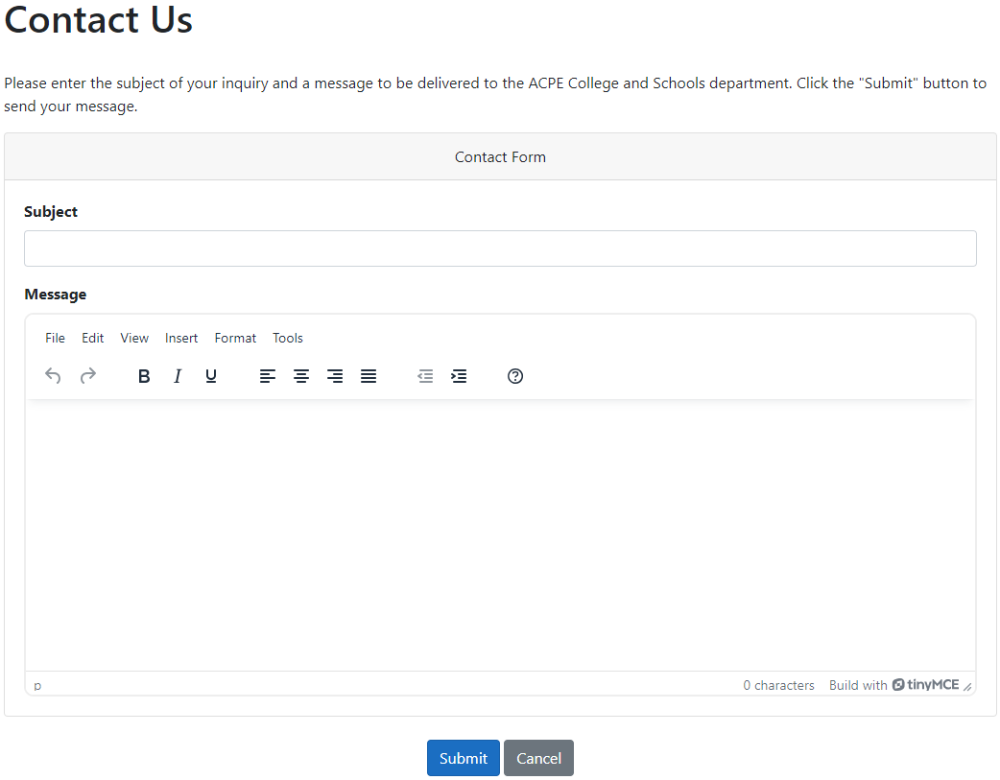 Contact Us
Please enter the subject of your inquiry and a message to be delivered to the ACPE College and Schools department. Click the "Submit" button to
send your message.
Contact Form
Subject
Message
File Edit View Insert Format Tools
B I U
p 0 characters Build with tinyMCE
Submit Cancel